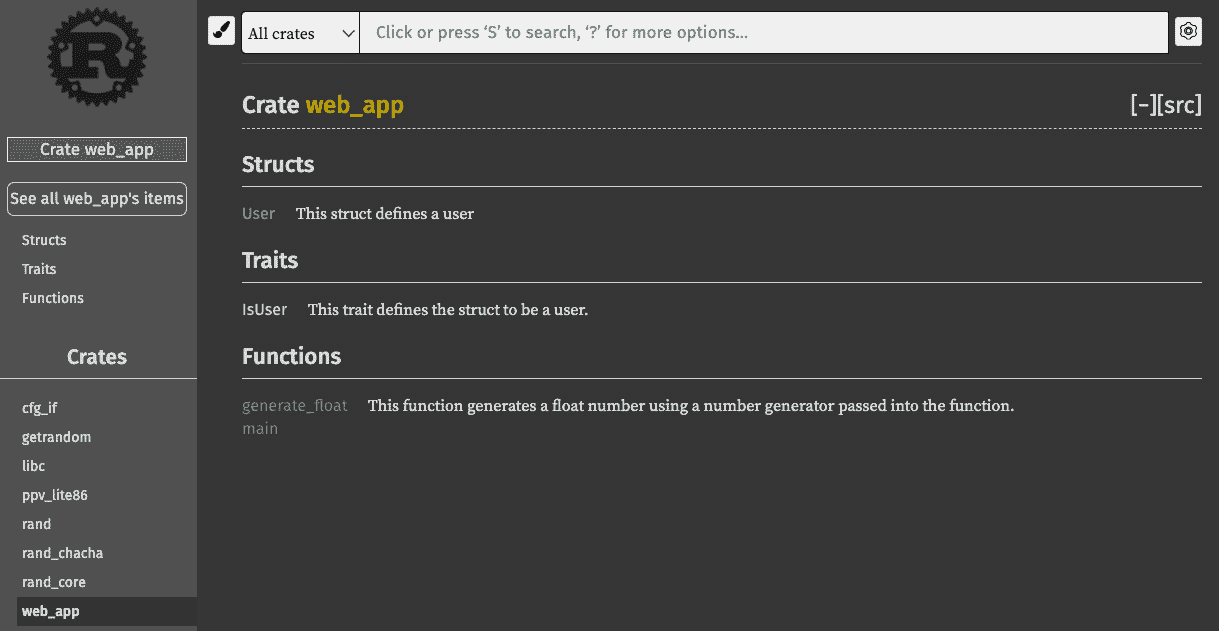 R
Crate web_app
See all web_app's items
Structs
Traits
Functions
Crates
cfg_if
getrandom
libc
ppv_lite86
rand
rand_chacha
rand_core
web_app
All crates
Click or press ‘S’ to search, ‘?’ for more options…
Crate web_app [-][src]
Structs
User This struct defines a user
Traits
IsUser This trait defines the struct to be a user.
Functions
generate_float This function generates a float number using a number generator passed into the function.
main